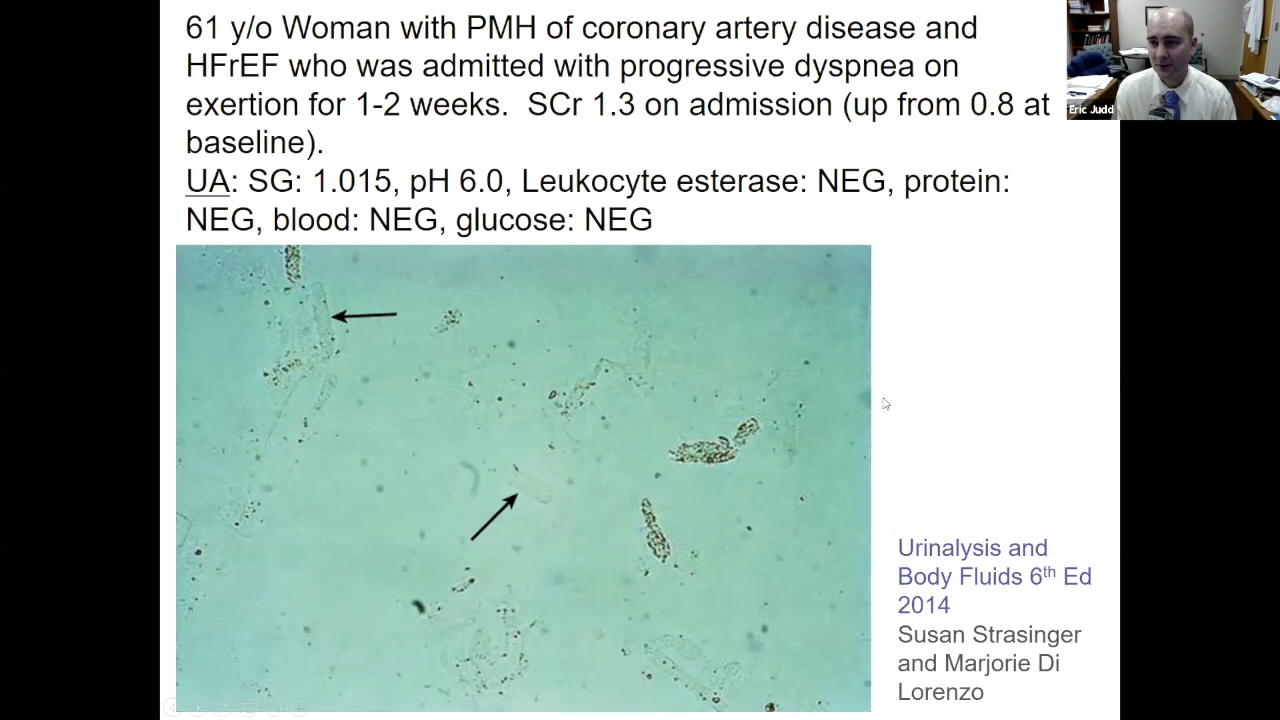 61 y/o Woman with PMH of coronary artery disease and
HFrEF who was admitted with progressive dyspnea on
exertion for 1-2 weeks.  SCr 1.3 on admission (up from 0.8 at
baseline).
UA: SG: 1.015, pH 6.0, Leukocyte esterase: NEG, protein:
NEG, blood: NEG, glucose: NEG
Eric Judd
Urinalysis and
Body Fluids 6th Ed
2014
Susan Strasinger
and Marjorie Di
Lorenzo